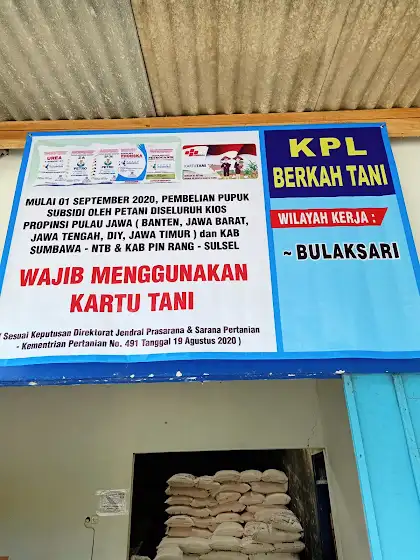 UREA
KARTUTANI
MULAI 01 SEPTEMBER 2020, PEMBELIAN PUPUK
SUBSIDI OLEH PETANI DISELURUH KIOS
PROPINSI PULAU JAWA ( BANTEN, JAWA BARAT,
JAWA TENGAH, DIY, JAWA TIMUR ) dan KAB
SUMBAWA - NTB & KAB PIN RANG - SULSEL
WAJIB MENGGUNAKAN
KARTU TANI
( Sesuai Keputusan Direktorat Jendral Prasarana & Sarana Pertanian
- Kementrian Pertanian No. 491 Tanggal 19 Agustus 2020 )
KPL
BERKAH TANI
WILAYAH KERJA :
~ BULAKSARI